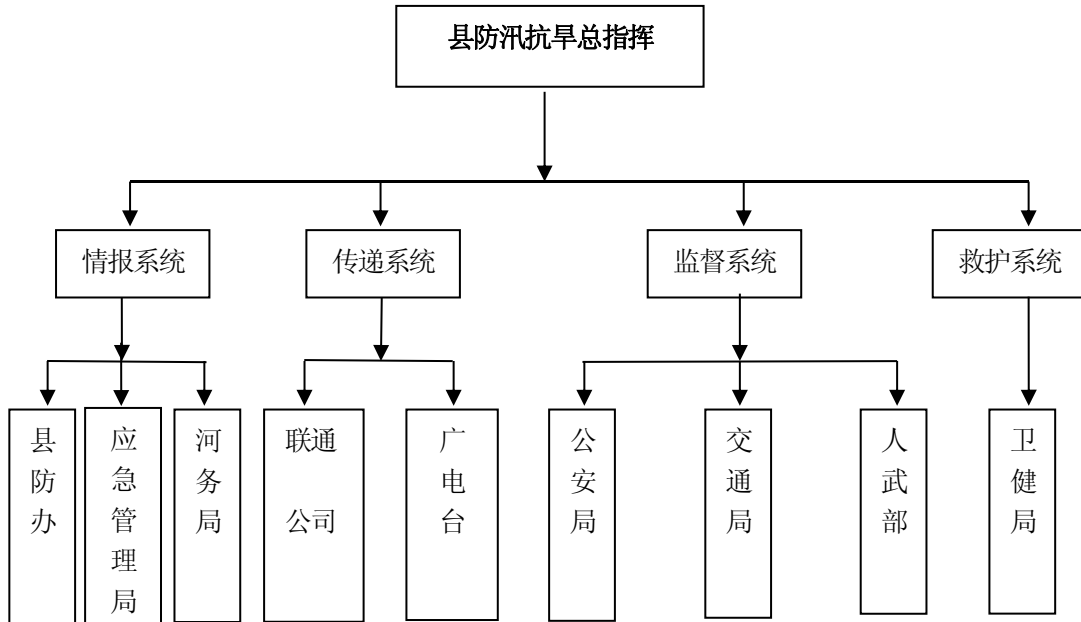 县防汛抗旱总指挥
情报系统
传递系统
监督系统
救护系统
县防办
应急管理局
河务局
联通
公司
广电台
公安局
交通局
人武部
卫健局